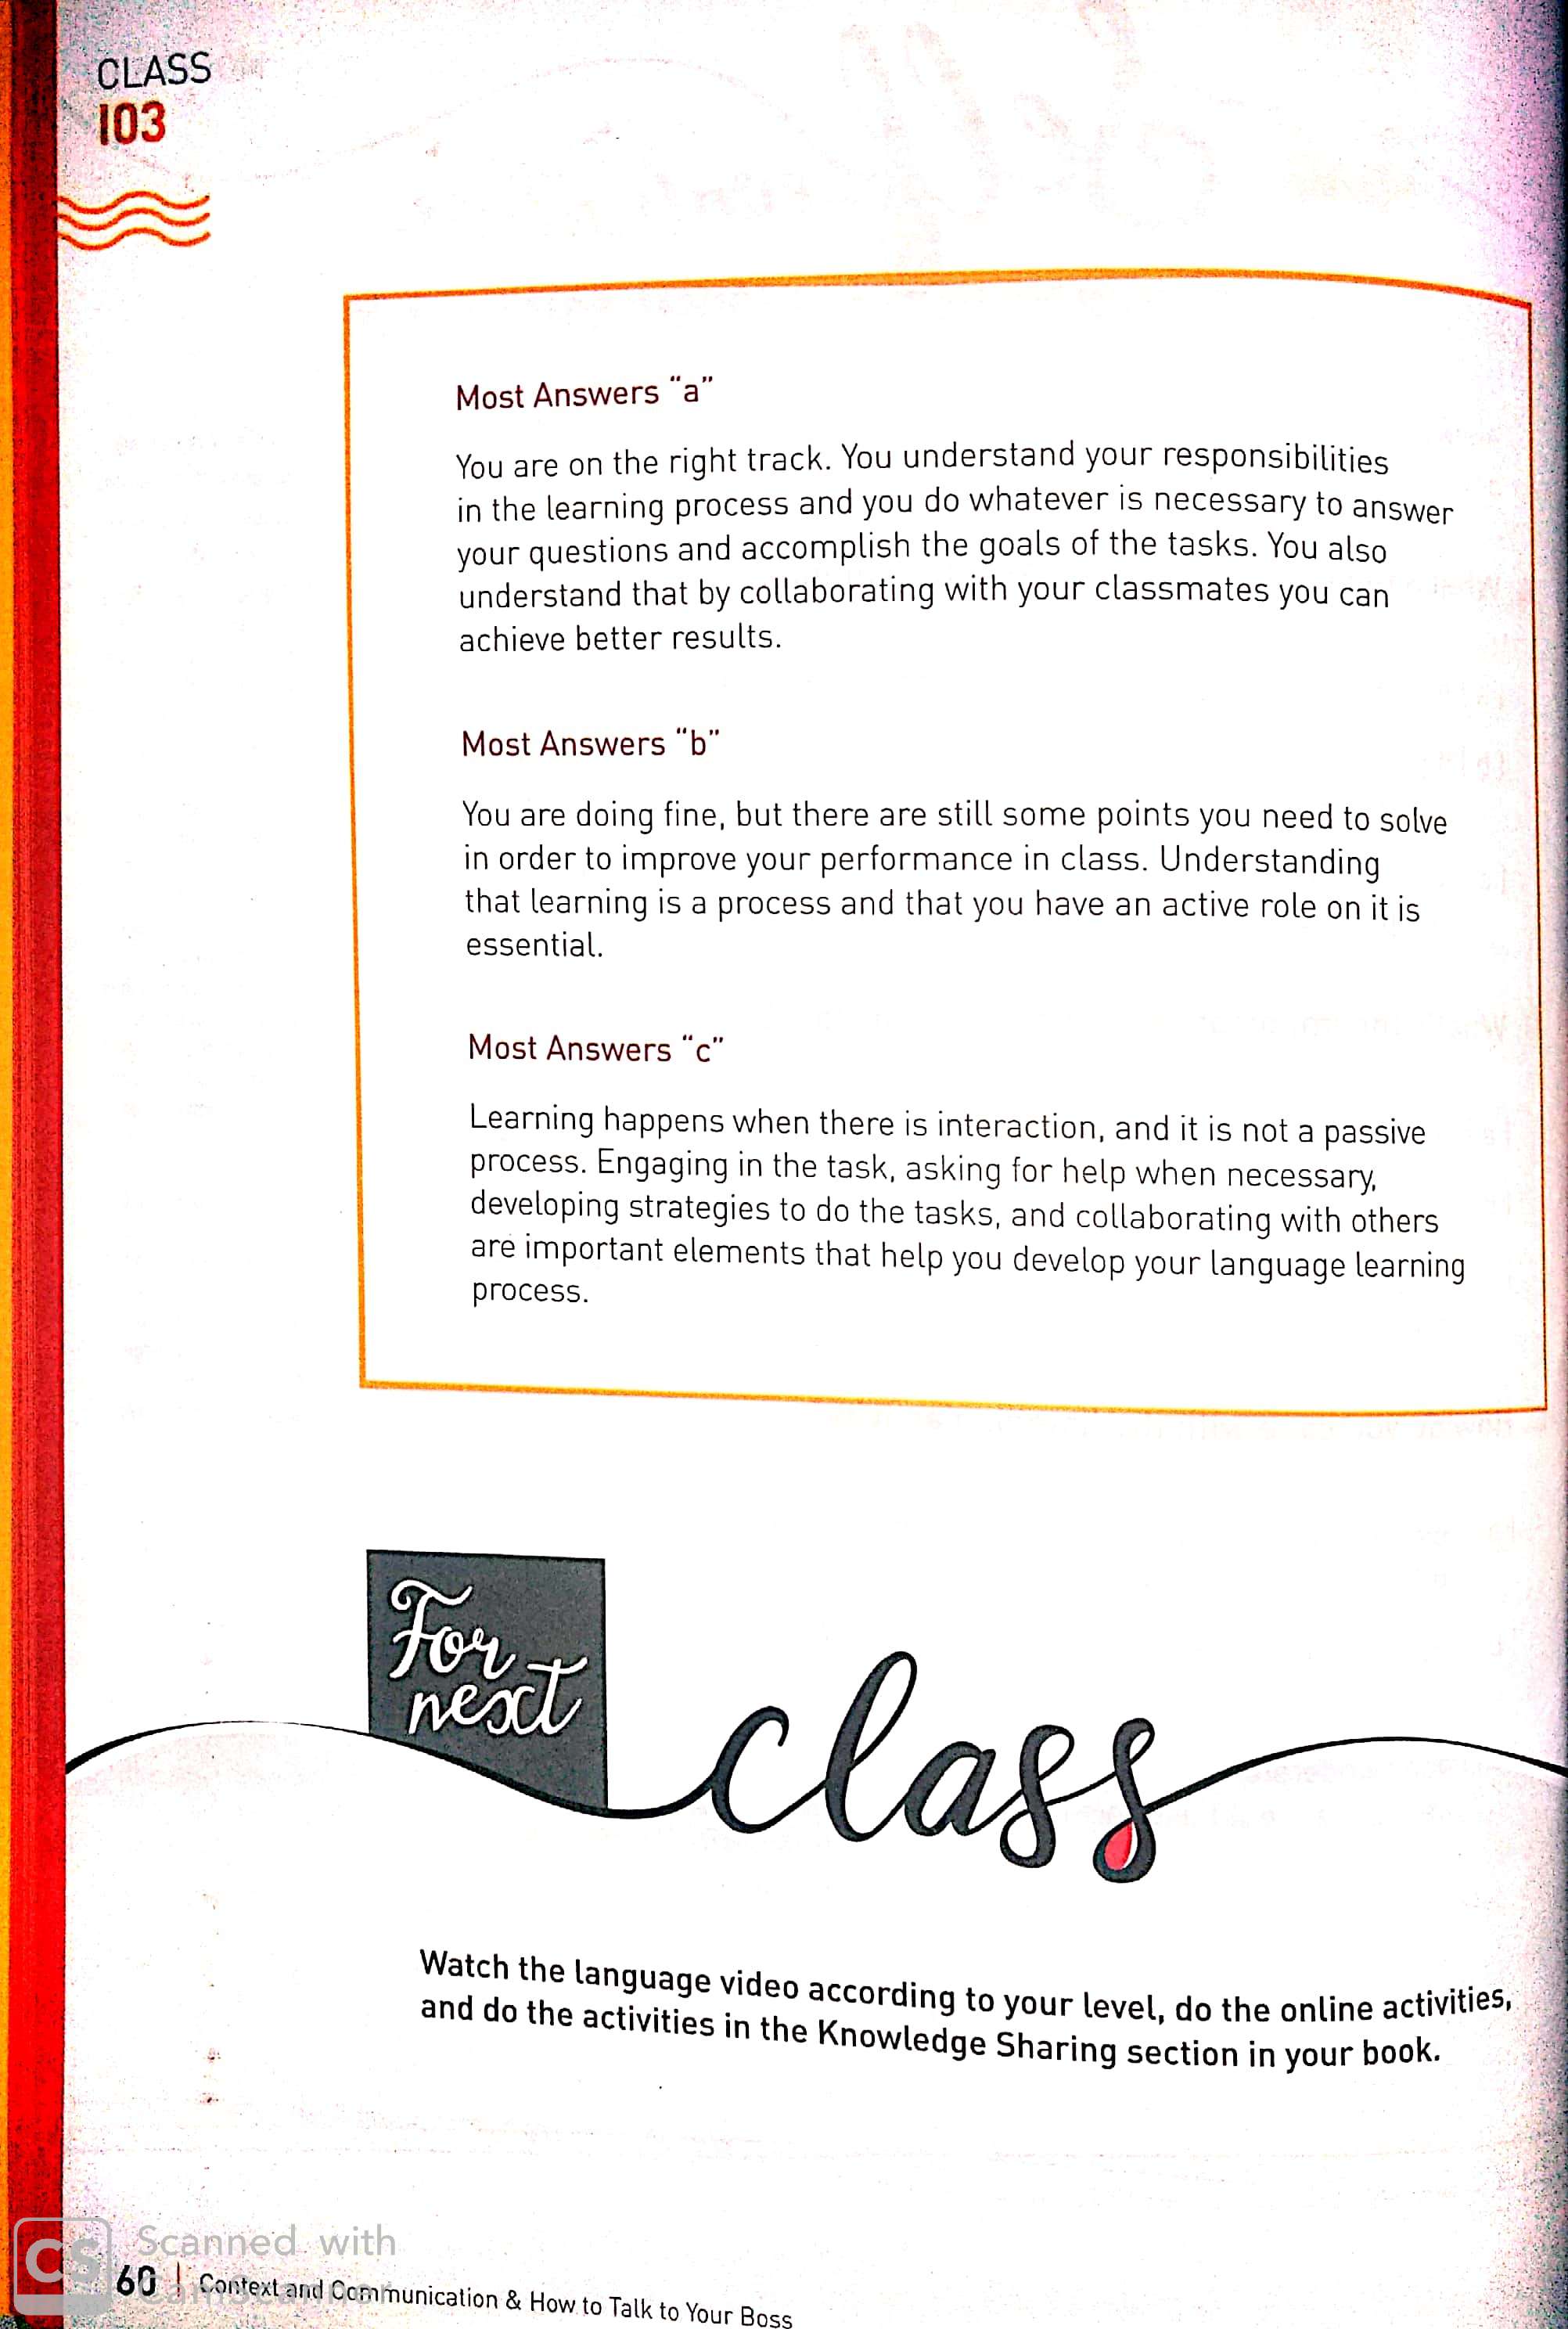 CLASS
103
Most Answers “a”
You are on the right track. You understand your responsibilities
in the learning process and you do whatever is necessary to answer
your questions and accomplish the goals of the tasks. You also
understand that by collaborating with your classmates you can
achieve better results.
Most Answers “b”
You are doing fine, but there are still some points you need to solve
in order to improve your performance in class. Understanding
that learning is a process and that you have an active role on it is
essential.
Most Answers “c”
Learning happens when there is interaction, and it is not a passive
process. Engaging in the task, asking for help when necessary,
developing strategies to do the tasks, and collaborating with others
are important elements that help you develop your language learning
process.
For
next
class
Watch the language video according to your level, do the online activities,
and do the activities in the Knowledge Sharing section in your book.
CS
Scanned with
CamScanner
60 | Context and Communication & How to Talk to Your Boss